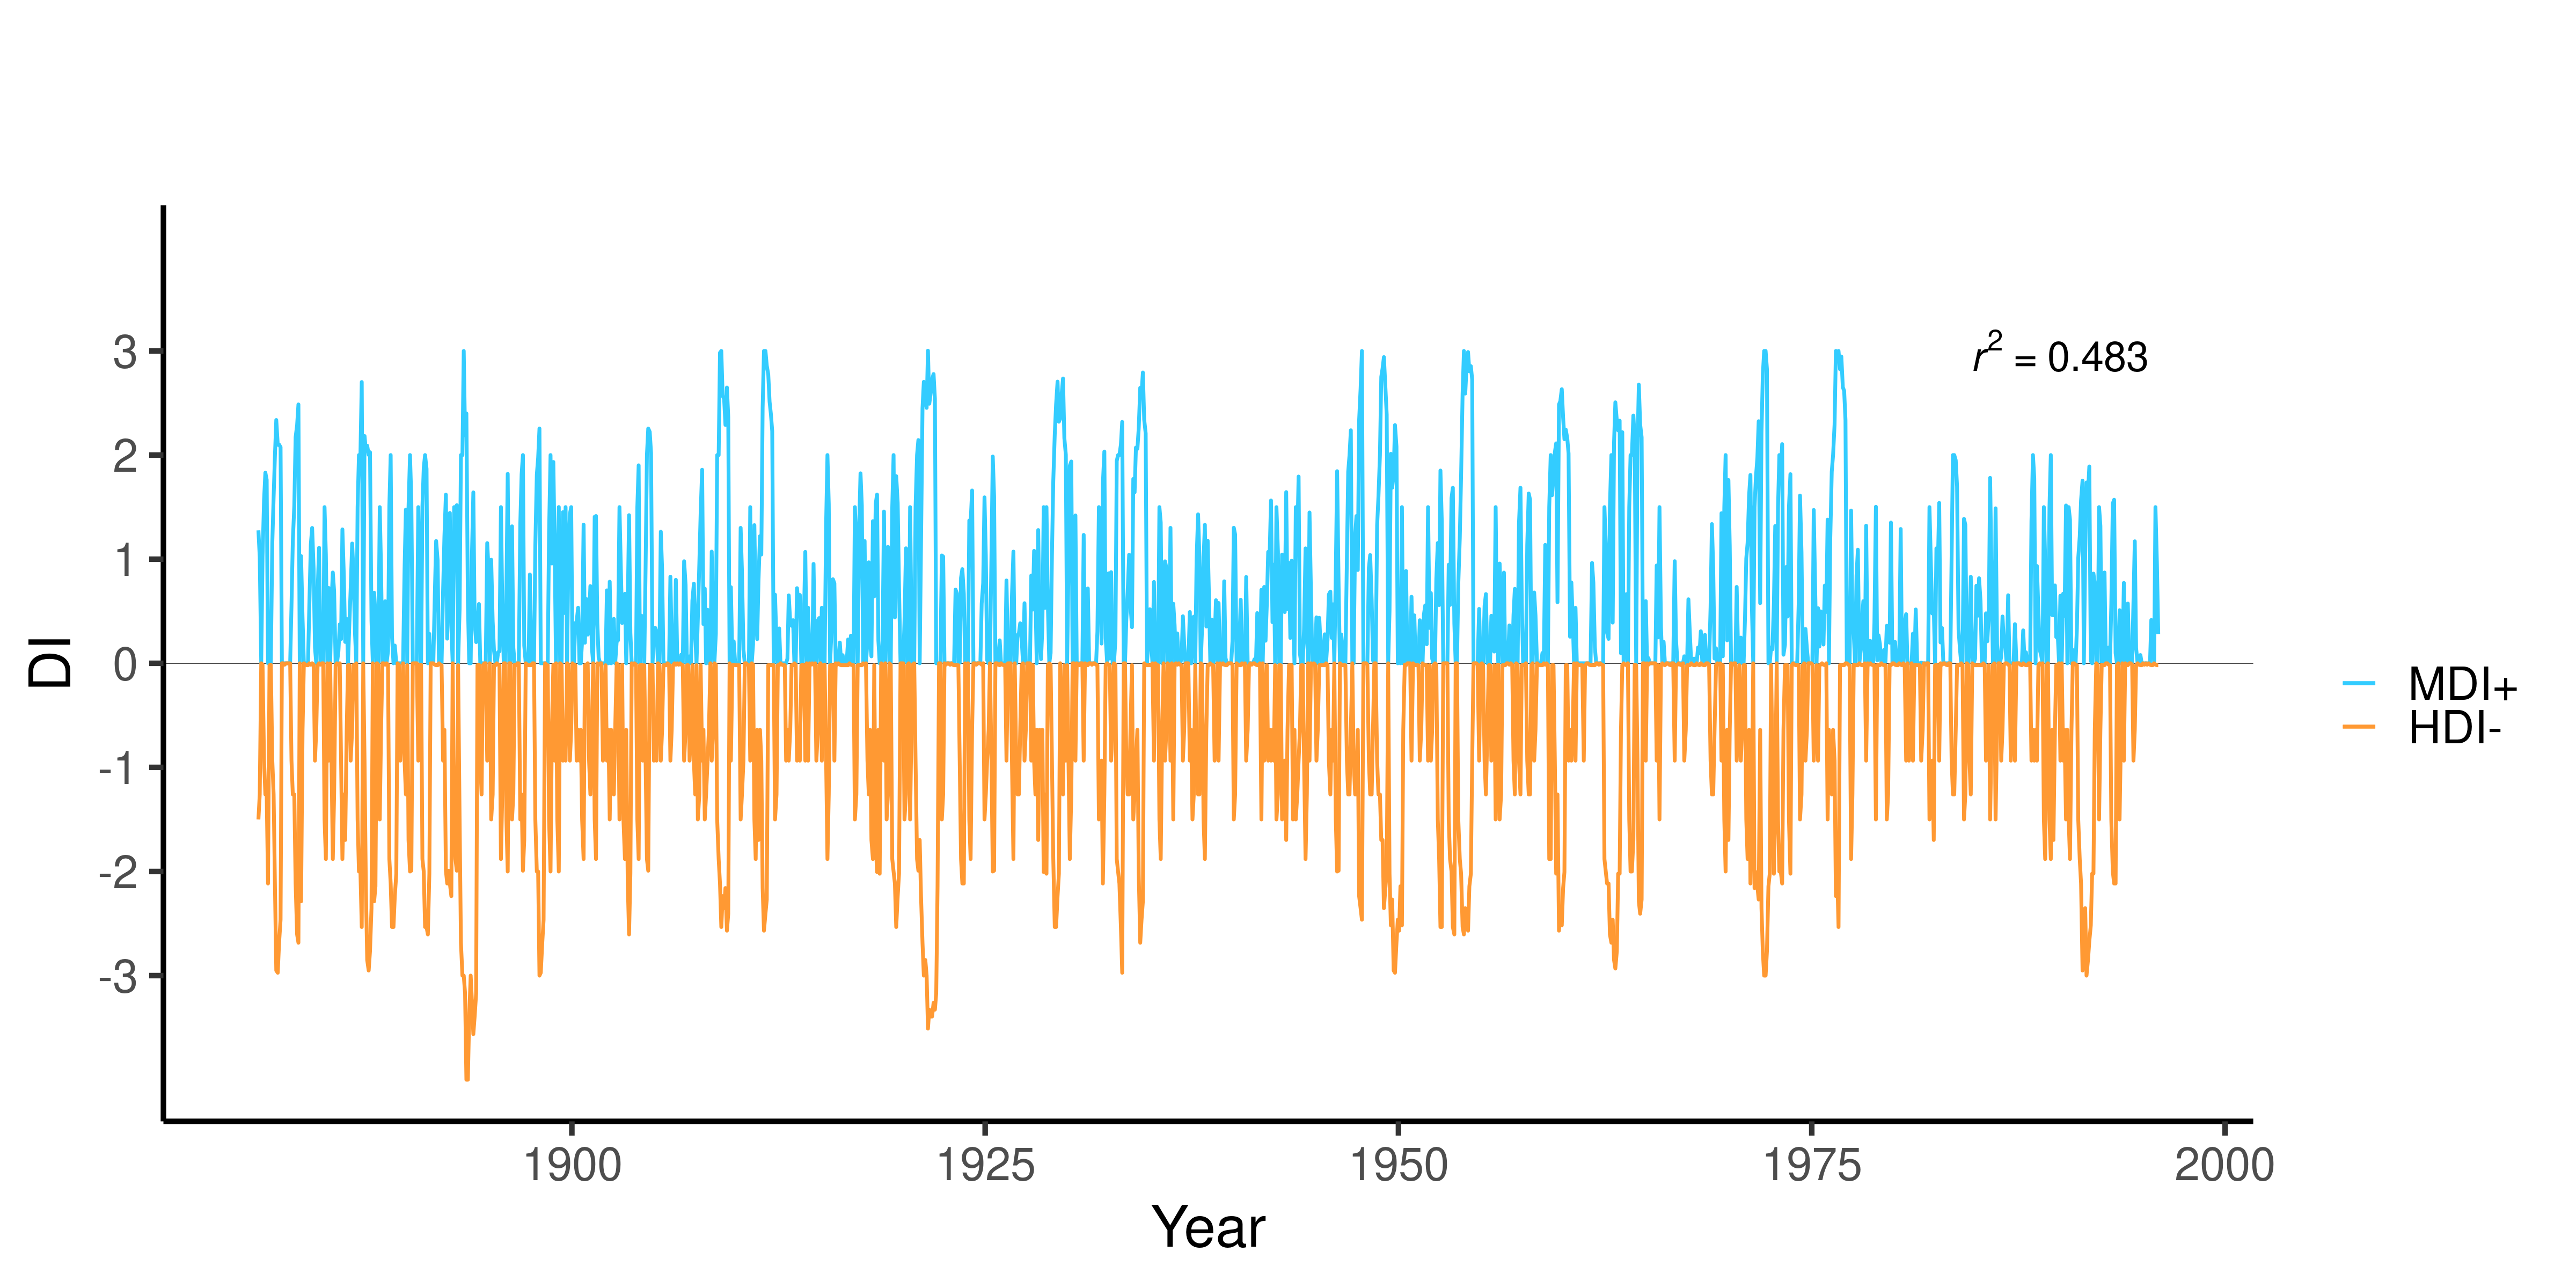 r² = 0.483
DI
3
2
1
0
-1
-2
-3
MDI+
HDI-
1900 1925 1950 1975 2000
Year